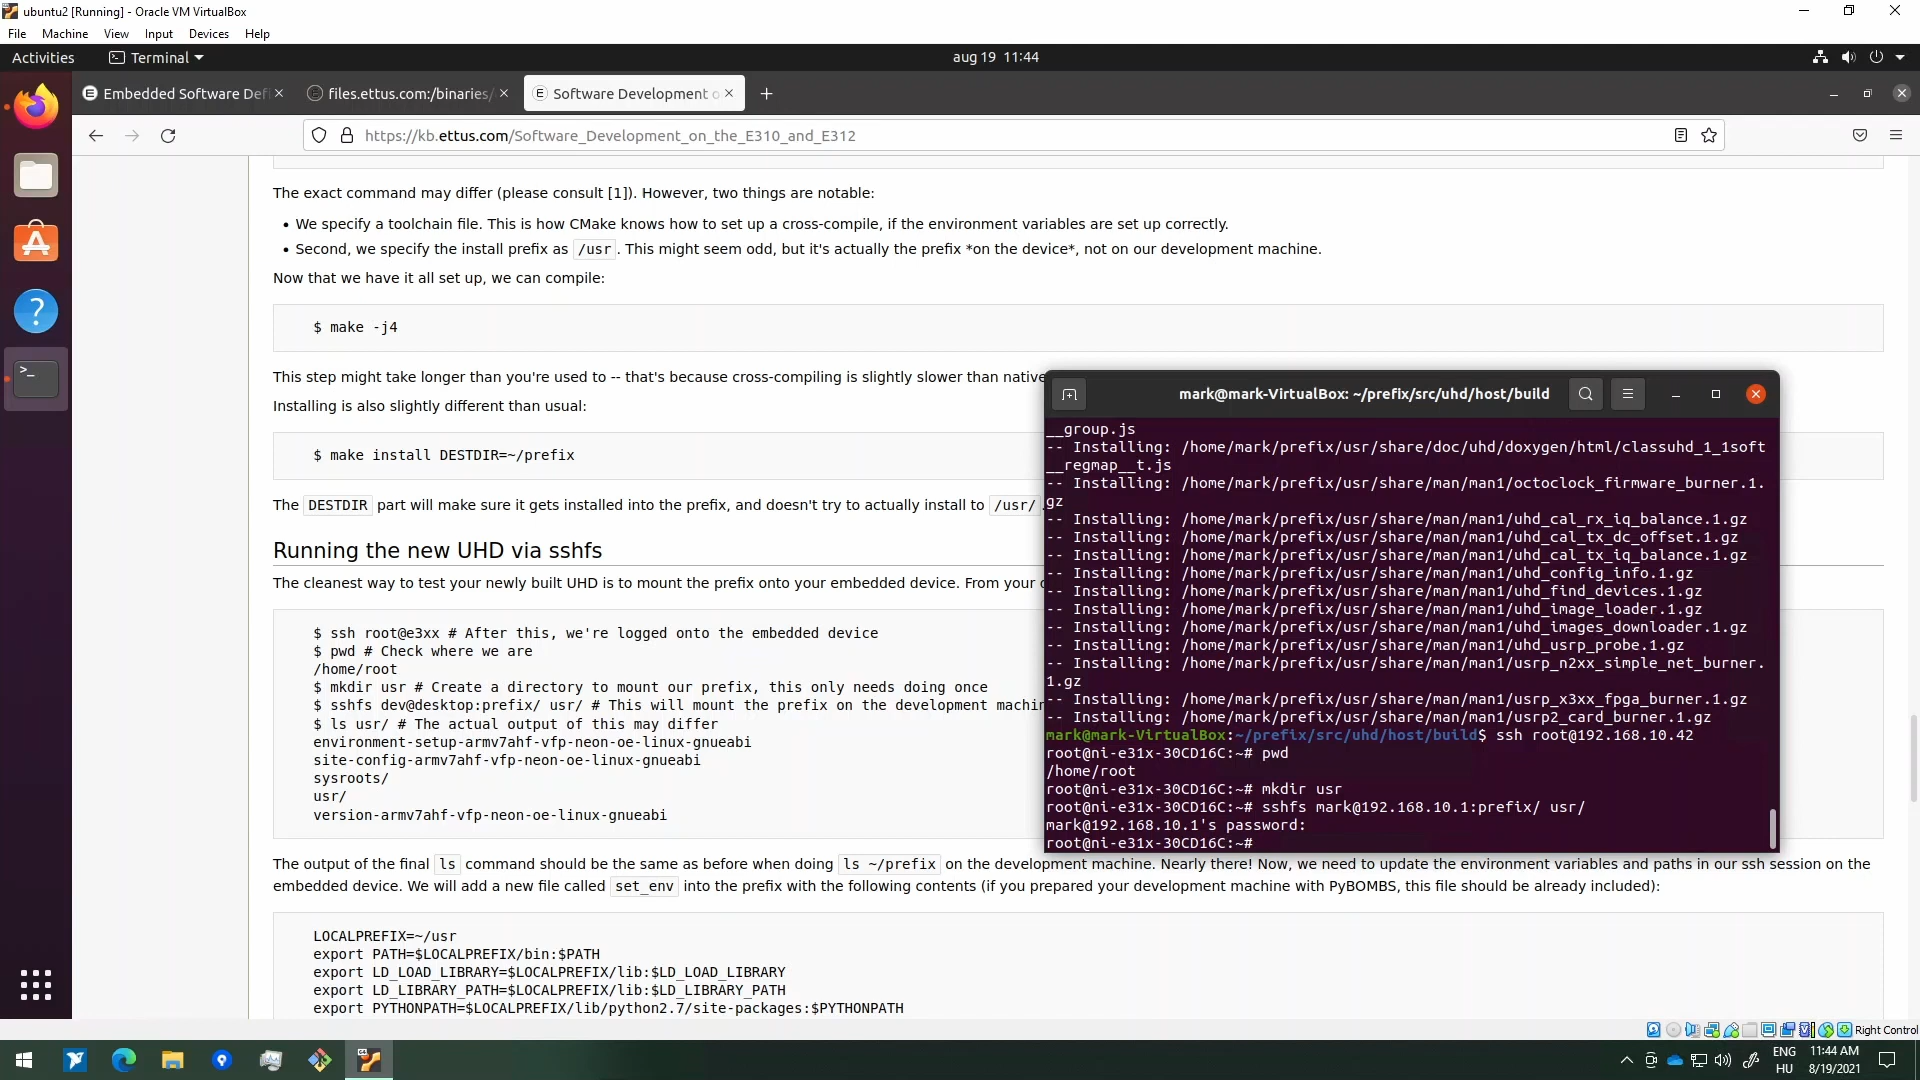 ubuntu2 [Running] - Oracle VM VirtualBox
File Machine View Input Devices Help
Activities Terminal aug 19 11:44
Embedded Software Def files.ettus.com:/binaries/ Software Development o
https://kb.ettus.com/Software_Development_on_the_E310_and_E312
The exact command may differ (please consult [1]). However, two things are notable:
• We specify a toolchain file. This is how CMake knows how to set up a cross-compile, if the environment variables are set up correctly.
• Second, we specify the install prefix as /usr . This might seem odd, but it's actually the prefix *on the device*, not on our development machine.
Now that we have it all set up, we can compile:
$ make -j4
This step might take longer than you're used to -- that's because cross-compiling is slightly slower than native
Installing is also slightly different than usual:
$ make install DESTDIR=~/prefix
The DESTDIR part will make sure it gets installed into the prefix, and doesn't try to actually install to /usr/
Running the new UHD via sshfs
The cleanest way to test your newly built UHD is to mount the prefix onto your embedded device. From your
$ ssh root@e3xx # After this, we're logged onto the embedded device
$ pwd # Check where we are
/home/root
$ mkdir usr # Create a directory to mount our prefix, this only needs doing once
$ sshfs dev@desktop:prefix/ usr/ # This will mount the prefix on the development machin
$ ls usr/ # The actual output of this may differ
environment-setup-armv7ahf-vfp-neon-oe-linux-gnueabi
site-config-armv7ahf-vfp-neon-oe-linux-gnueabi
sysroots/
usr/
version-armv7ahf-vfp-neon-oe-linux-gnueabi
The output of the final ls command should be the same as before when doing ls ~/prefix on the development machine. Nearly there! Now, we need to update the environment variables and paths in our ssh session on the
embedded device. We will add a new file called set_env into the prefix with the following contents (if you prepared your development machine with PyBOMBS, this file should be already included):
LOCALPREFIX=~/usr
export PATH=$LOCALPREFIX/bin:$PATH
export LD_LOAD_LIBRARY=$LOCALPREFIX/lib:$LD_LOAD_LIBRARY
export LD_LIBRARY_PATH=$LOCALPREFIX/lib:$LD_LIBRARY_PATH
export PYTHONPATH=$LOCALPREFIX/lib/python2.7/site-packages:$PYTHONPATH
mark@mark-VirtualBox: ~/prefix/src/uhd/host/build
__group.js
-- Installing: /home/mark/prefix/usr/share/doc/uhd/doxygen/html/classuhd_1_1soft
__regmap__t.js
-- Installing: /home/mark/prefix/usr/share/man/man1/octoclock_firmware_burner.1.
gz
-- Installing: /home/mark/prefix/usr/share/man/man1/uhd_cal_rx_iq_balance.1.gz
-- Installing: /home/mark/prefix/usr/share/man/man1/uhd_cal_tx_dc_offset.1.gz
-- Installing: /home/mark/prefix/usr/share/man/man1/uhd_cal_tx_iq_balance.1.gz
-- Installing: /home/mark/prefix/usr/share/man/man1/uhd_config_info.1.gz
-- Installing: /home/mark/prefix/usr/share/man/man1/uhd_find_devices.1.gz
-- Installing: /home/mark/prefix/usr/share/man/man1/uhd_image_loader.1.gz
-- Installing: /home/mark/prefix/usr/share/man/man1/uhd_images_downloader.1.gz
-- Installing: /home/mark/prefix/usr/share/man/man1/uhd_usrp_probe.1.gz
-- Installing: /home/mark/prefix/usr/share/man/man1/usrp_n2xx_simple_net_burner.
1.gz
-- Installing: /home/mark/prefix/usr/share/man/man1/usrp_x3xx_fpga_burner.1.gz
-- Installing: /home/mark/prefix/usr/share/man/man1/usrp2_card_burner.1.gz
mark@mark-VirtualBox:~/prefix/src/uhd/host/build$ ssh root@192.168.10.42
root@ni-e31x-30CD16C:~# pwd
/home/root
root@ni-e31x-30CD16C:~# mkdir usr
root@ni-e31x-30CD16C:~# sshfs mark@192.168.10.1:prefix/ usr/
mark@192.168.10.1's password:
root@ni-e31x-30CD16C:~#
Right Control
ENG 11:44 AM
HU 8/19/2021